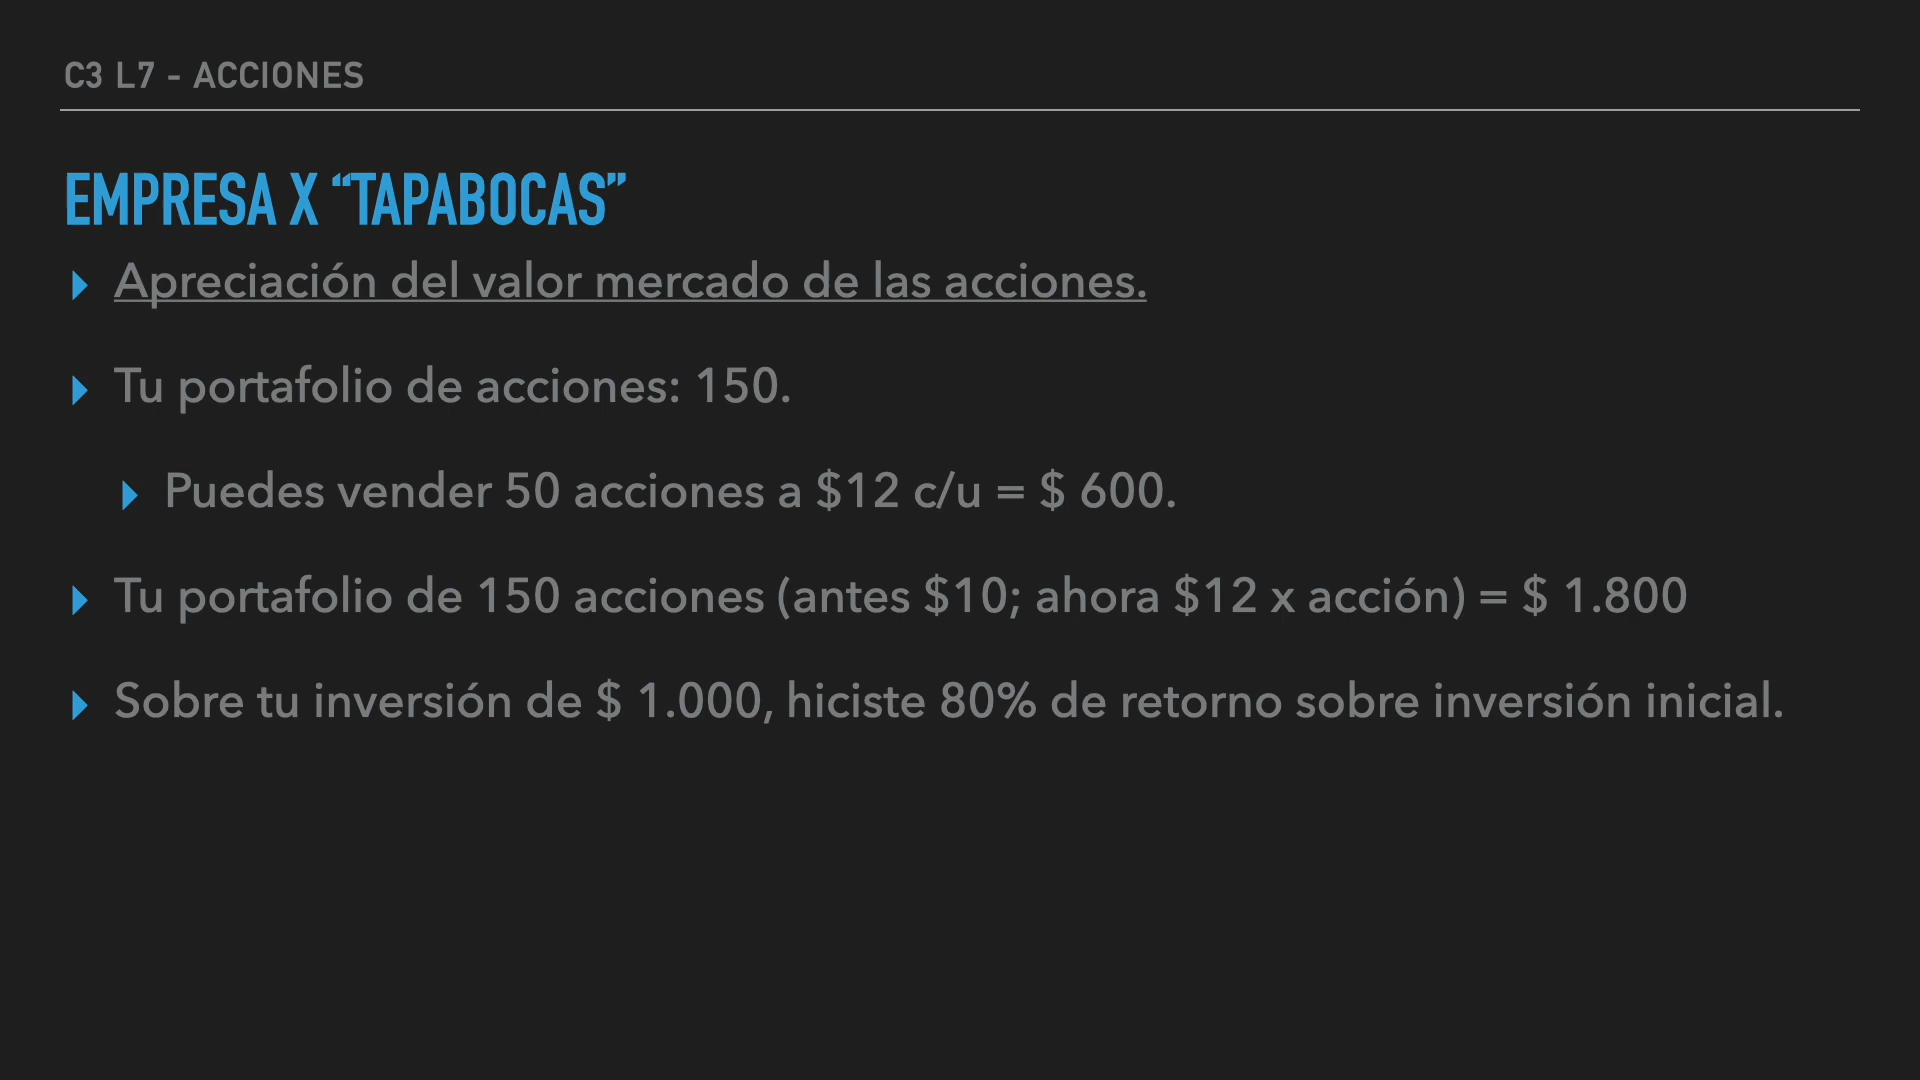 C3 L7 - ACCIONES
EMPRESA X “TAPABOCAS”
Apreciación del valor mercado de las acciones.
Tu portafolio de acciones: 150.
Puedes vender 50 acciones a $12 c/u = $ 600.
Tu portafolio de 150 acciones (antes $10; ahora $12 x acción) = $ 1.800
Sobre tu inversión de $ 1.000, hiciste 80% de retorno sobre inversión inicial.